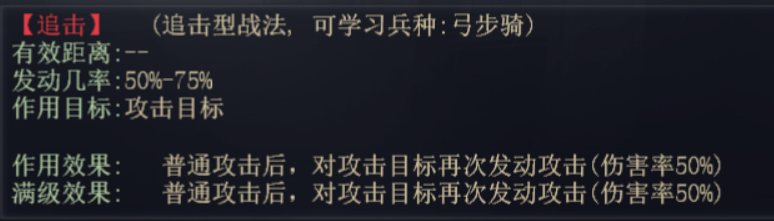 【追击】 (追击型战法, 可学习兵种:弓步骑)
有效距离:--
发动几率:50%-75%
作用目标:攻击目标
作用效果: 普通攻击后，对攻击目标再次发动攻击(伤害率50%)
满级效果: 普通攻击后，对攻击目标再次发动攻击(伤害率50%)